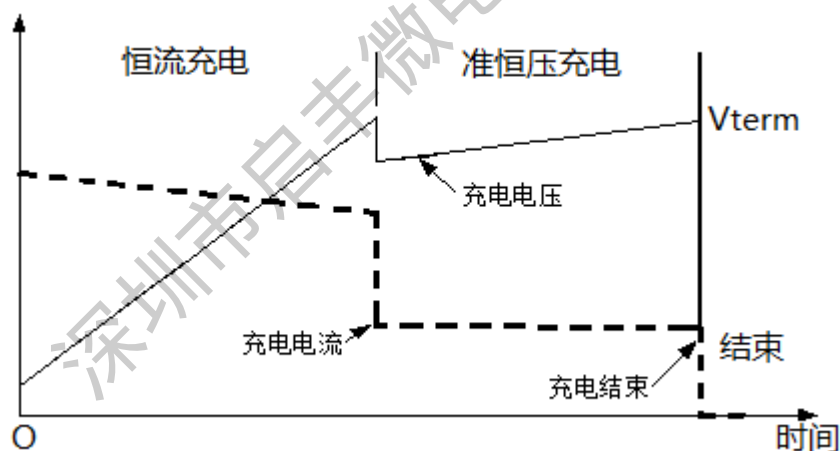 恒流充电
准恒压充电
Vterm
充电电压
充电电流
结束
充电结束
O
时间
深圳市启丰微电